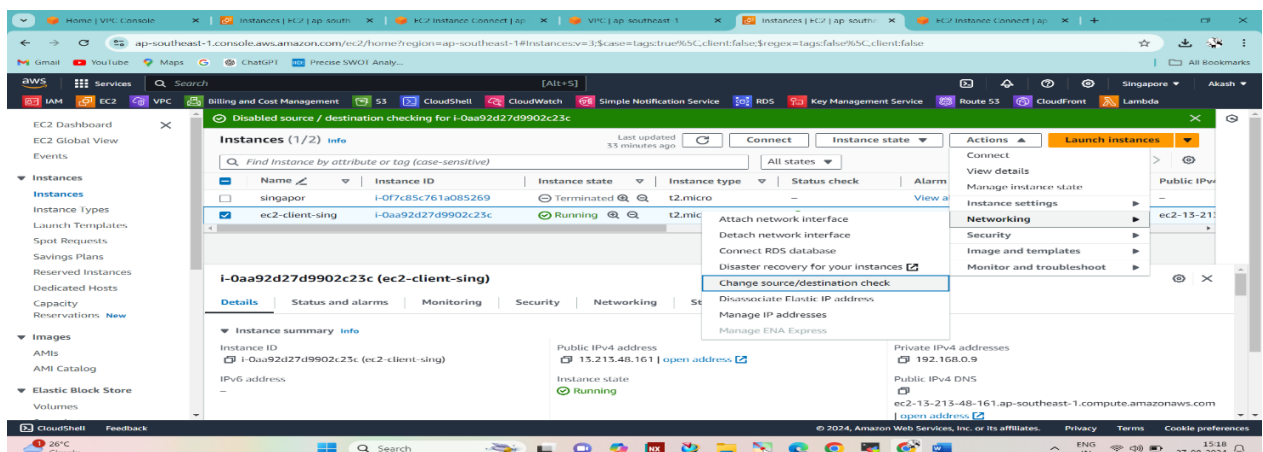 Home | VPC Console
Instances | EC2 | ap-south
EC2 Instance Connect | ap
VPC | ap-southeast-1
Instances | EC2 | ap-southe
EC2 Instance Connect | ap
ap-southeast-1.console.aws.amazon.com/ec2/home?region=ap-southeast-1#Instances:v=3;$case=tags:true%5C,client:false;$regex=tags:false%5C,client:false
Gmail YouTube Maps ChatGPT Precise SWOT Analy... All Bookmarks
aws Services Search [Alt+S] Singapore Akash
IAM EC2 VPC Billing and Cost Management S3 CloudShell CloudWatch Simple Notification Service RDS Key Management Service Route 53 CloudFront Lambda
EC2 Dashboard
EC2 Global View
Events
Instances
Instances
Instance Types
Launch Templates
Spot Requests
Savings Plans
Reserved Instances
Dedicated Hosts
Capacity
Reservations New
Images
AMIs
AMI Catalog
Elastic Block Store
Volumes
Disabled source / destination checking for i-0aa92d27d9902c23c
Instances (1/2) Info
Last updated
33 minutes ago
Connect Instance state Actions Launch instances
Find Instance by attribute or tag (case-sensitive) All states
Name Instance ID Instance state Instance type Status check Alarm Public IPv4
singapor i-0f7c85c761a085269 Terminated t2.micro – View a –
ec2-client-sing i-0aa92d27d9902c23c Running t2.mic ec2-13-213
Connect
View details
Manage instance state
Instance settings
Networking
Security
Image and templates
Monitor and troubleshoot
Attach network interface
Detach network interface
Connect RDS database
Disaster recovery for your instances
Change source/destination check
Disassociate Elastic IP address
Manage IP addresses
Manage ENA Express
i-0aa92d27d9902c23c (ec2-client-sing)
Details Status and alarms Monitoring Security Networking St
Instance summary Info
Instance ID
i-0aa92d27d9902c23c (ec2-client-sing)
Public IPv4 address
13.213.48.161 | open address
Private IPv4 addresses
192.168.0.9
IPv6 address
–
Instance state
Running
Public IPv4 DNS
ec2-13-213-48-161.ap-southeast-1.compute.amazonaws.com
| open address
CloudShell Feedback © 2024, Amazon Web Services, Inc. or its affiliates. Privacy Terms Cookie preferences
1
26°C
Search
ENG
15:18